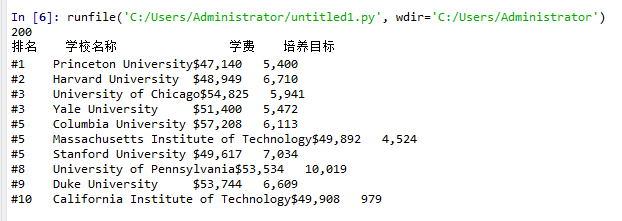 In [6]: runfile('C:/Users/Administrator/untitled1.py', wdir='C:/Users/Administrator')
200
排名 学校名称 学费 培养目标
#1 Princeton University$47,140 5,400
#2 Harvard University $48,949 6,710
#3 University of Chicago$54,825 5,941
#3 Yale University $51,400 5,472
#5 Columbia University $57,208 6,113
#5 Massachusetts Institute of Technology$49,892 4,524
#5 Stanford University $49,617 7,034
#8 University of Pennsylvania$53,534 10,019
#9 Duke University $53,744 6,609
#10 California Institute of Technology$49,908 979